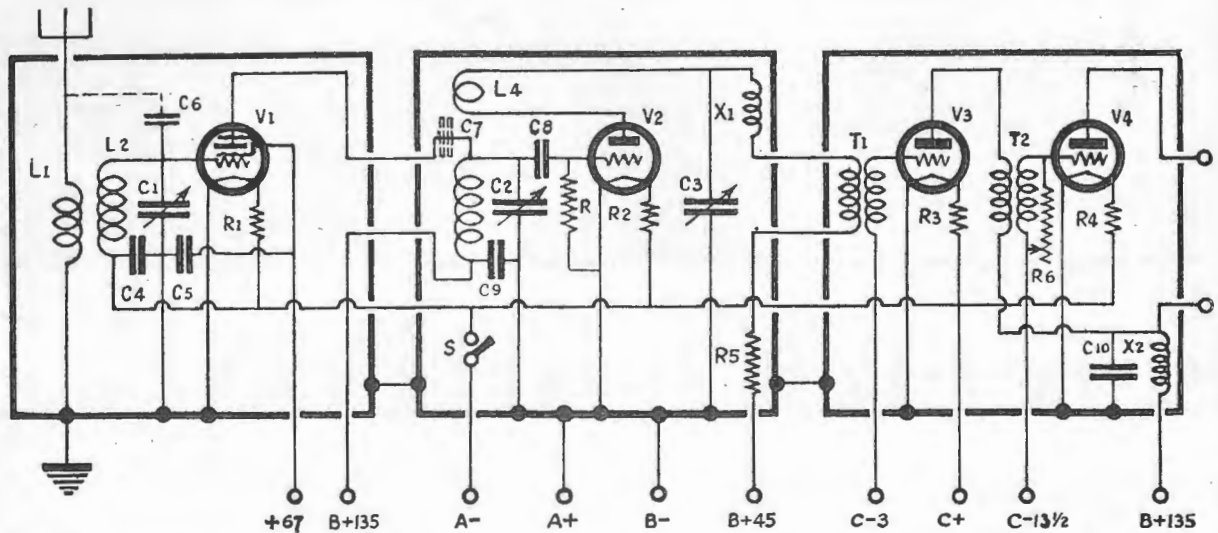 C6
V1
L4
V2
X1
V3
V4
C7
C8
T1
T2
L2
L1
C1
C2
C3
R1
R
R2
R3
R4
C4
C5
C9
R6
S
R5
C10
X2
+67
B+135
A-
A+
B-
B+45
C-3
C+
C-13½
B+135